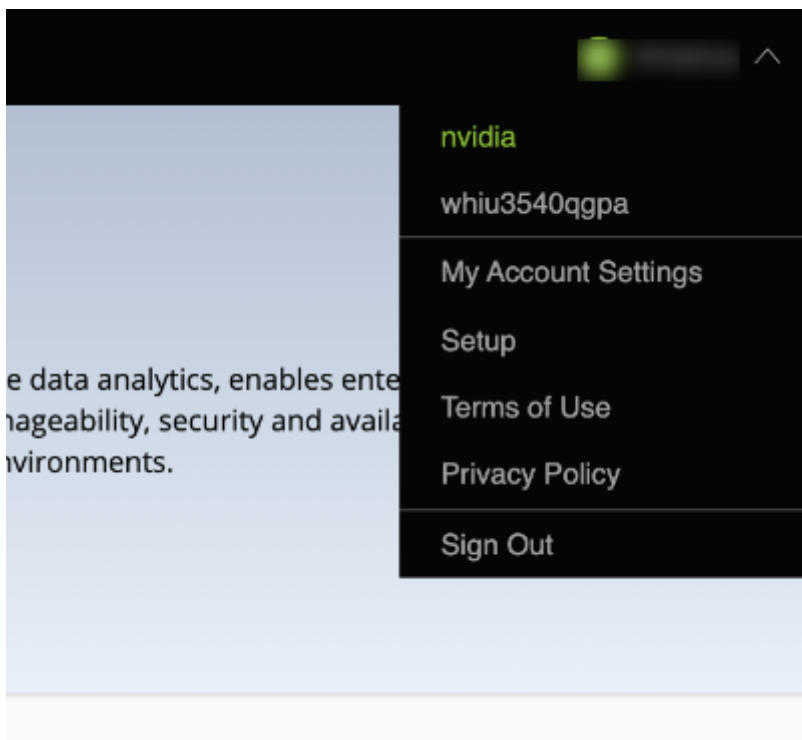 nvidia
whiu3540qgpa
My Account Settings
Setup
Terms of Use
Privacy Policy
Sign Out
e data analytics, enables ente
nageability, security and availa
nvironments.